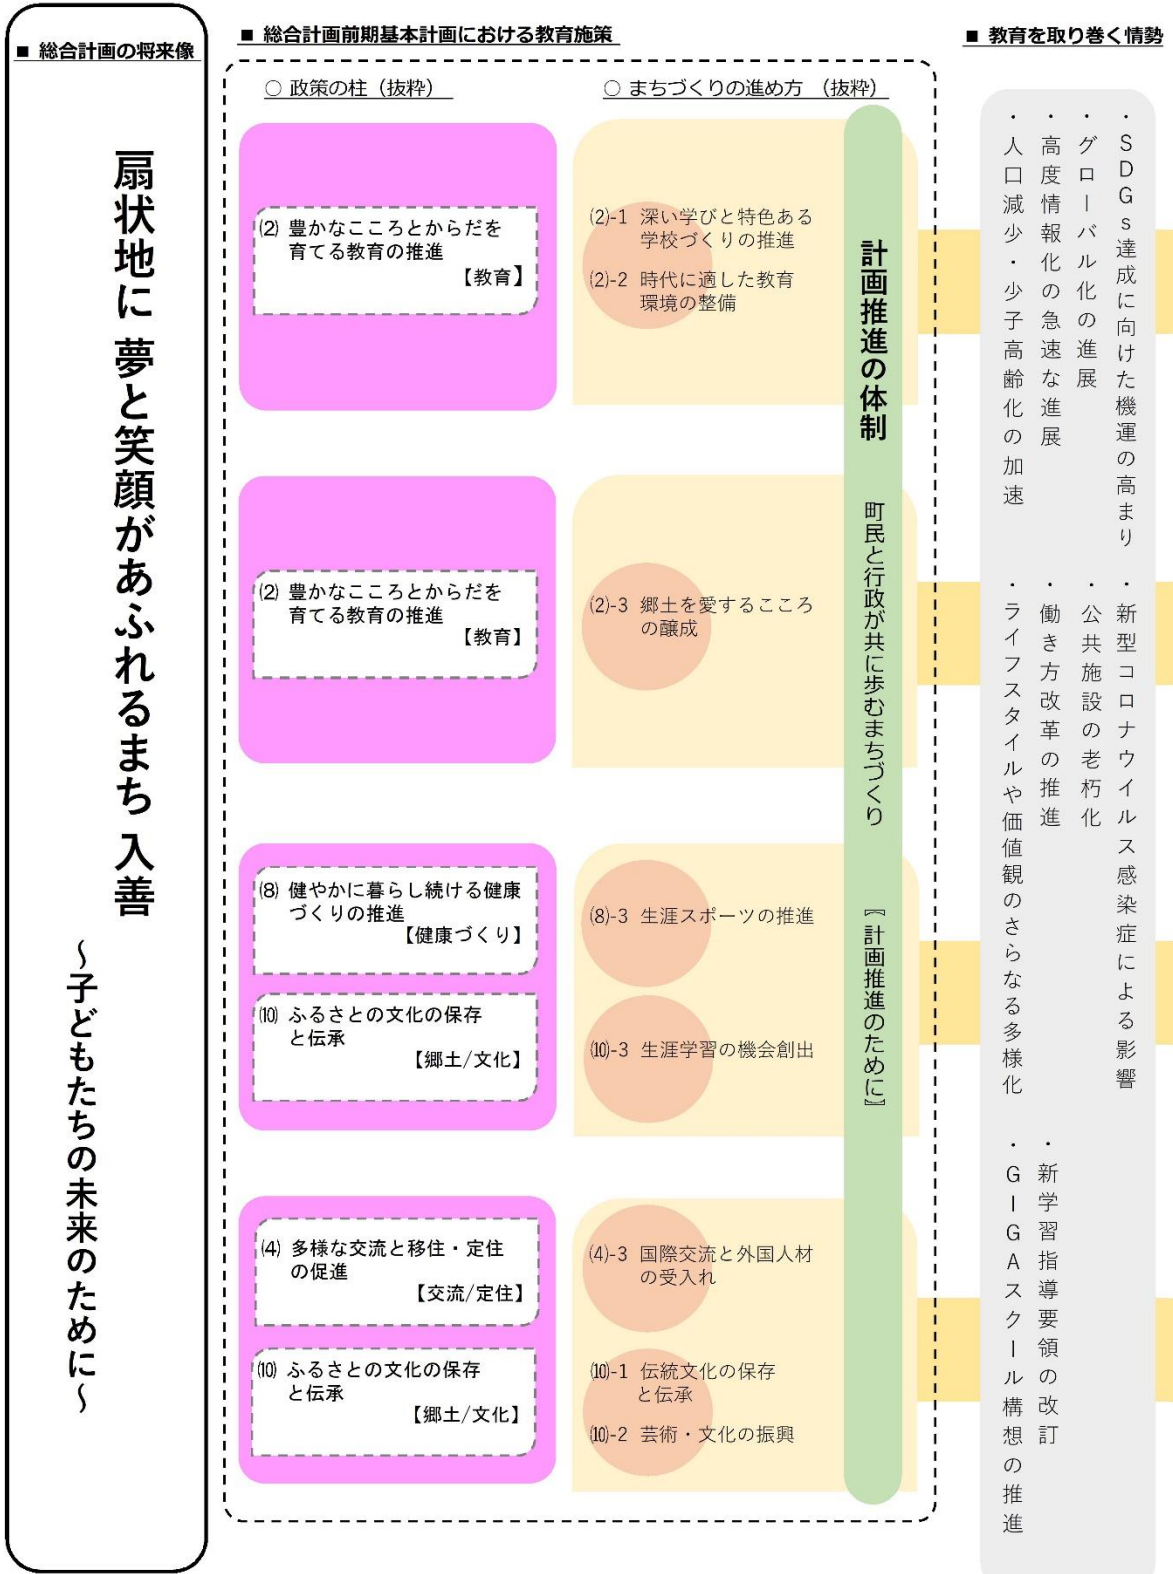 ■ 総合計画の将来像
扇状地に 夢と笑顔があふれるまち 入善
～子どもたちの未来のために～
■ 総合計画前期基本計画における教育施策
○ 政策の柱（抜粋）
⑵ 豊かなこころとからだを
育てる教育の推進
【教育】
⑵ 豊かなこころとからだを
育てる教育の推進
【教育】
⑻ 健やかに暮らし続ける健康
づくりの推進
【健康づくり】
⑽ ふるさとの文化の保存
と伝承
【郷土/文化】
⑷ 多様な交流と移住・定住
の促進
【交流/定住】
⑽ ふるさとの文化の保存
と伝承
【郷土/文化】
○ まちづくりの進め方 （抜粋）
⑵-1 深い学びと特色ある
学校づくりの推進
⑵-2 時代に適した教育
環境の整備
⑵-3 郷土を愛するこころ
の醸成
⑻-3 生涯スポーツの推進
⑽-3 生涯学習の機会創出
⑷-3 国際交流と外国人材
の受入れ
⑽-1 伝統文化の保存
と伝承
⑽-2 芸術・文化の振興
計画推進の体制 町民と行政が共に歩むまちづくり 〚計画推進のために〛
■ 教育を取り巻く情勢
・SDGs達成に向けた機運の高まり
・グローバル化の進展
・高度情報化の急速な進展
・人口減少・少子高齢化の加速
・新型コロナウイルス感染症による影響
・公共施設の老朽化
・働き方改革の推進
・ライフスタイルや価値観のさらなる多様化
・新学習指導要領の改訂
・GIGAスクール構想の推進